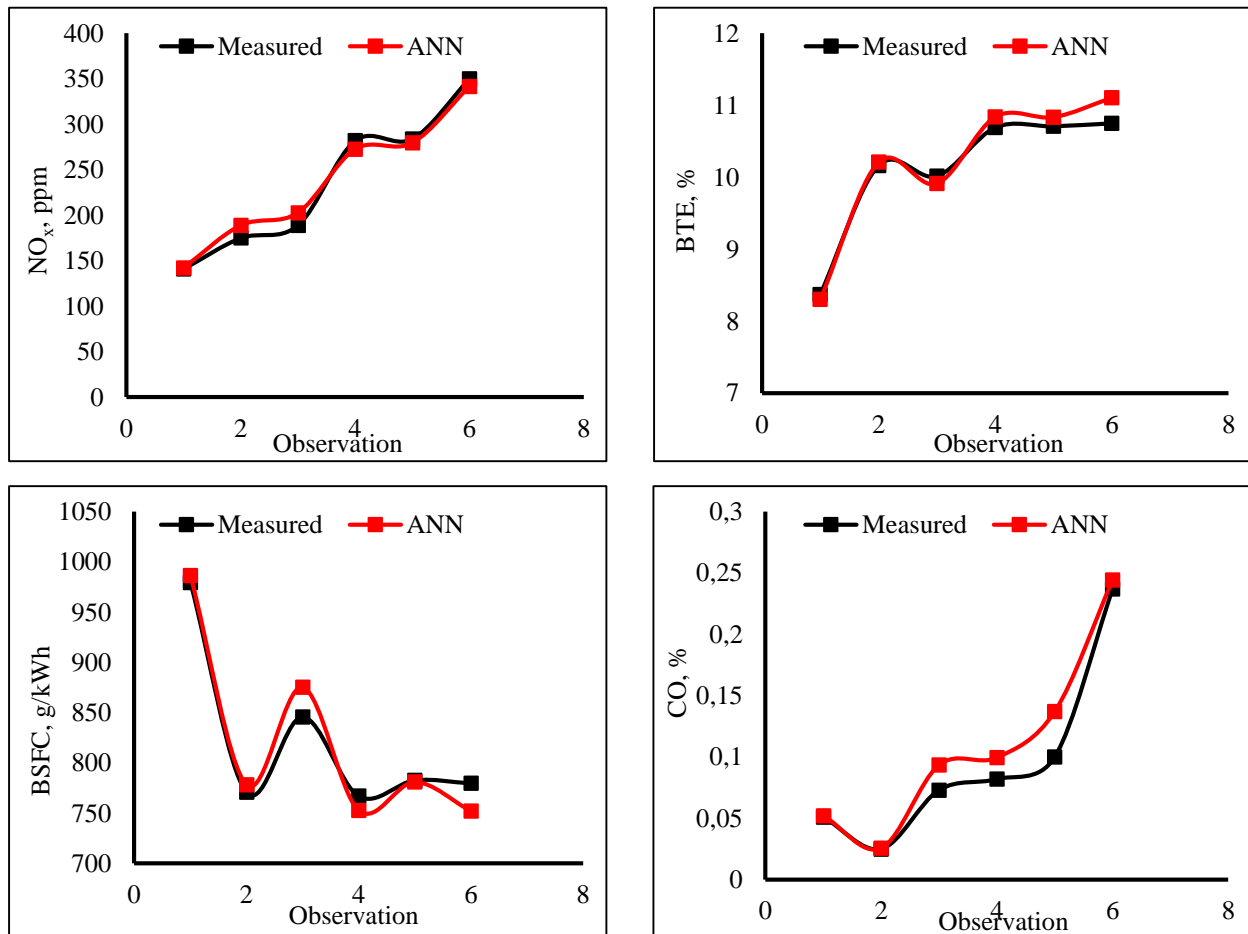 400
350
300
250
200
150
100
50
0
NOx, ppm
Measured
ANN
0 2 4 6 8
Observation
12
11
10
9
8
7
BTE, %
Measured
ANN
0 2 4 6 8
Observation
1050
1000
950
900
850
800
750
700
BSFC, g/kWh
Measured
ANN
0 2 4 6 8
Observation
0,3
0,25
0,2
0,15
0,1
0,05
0
CO, %
Measured
ANN
0 2 4 6 8
Observation